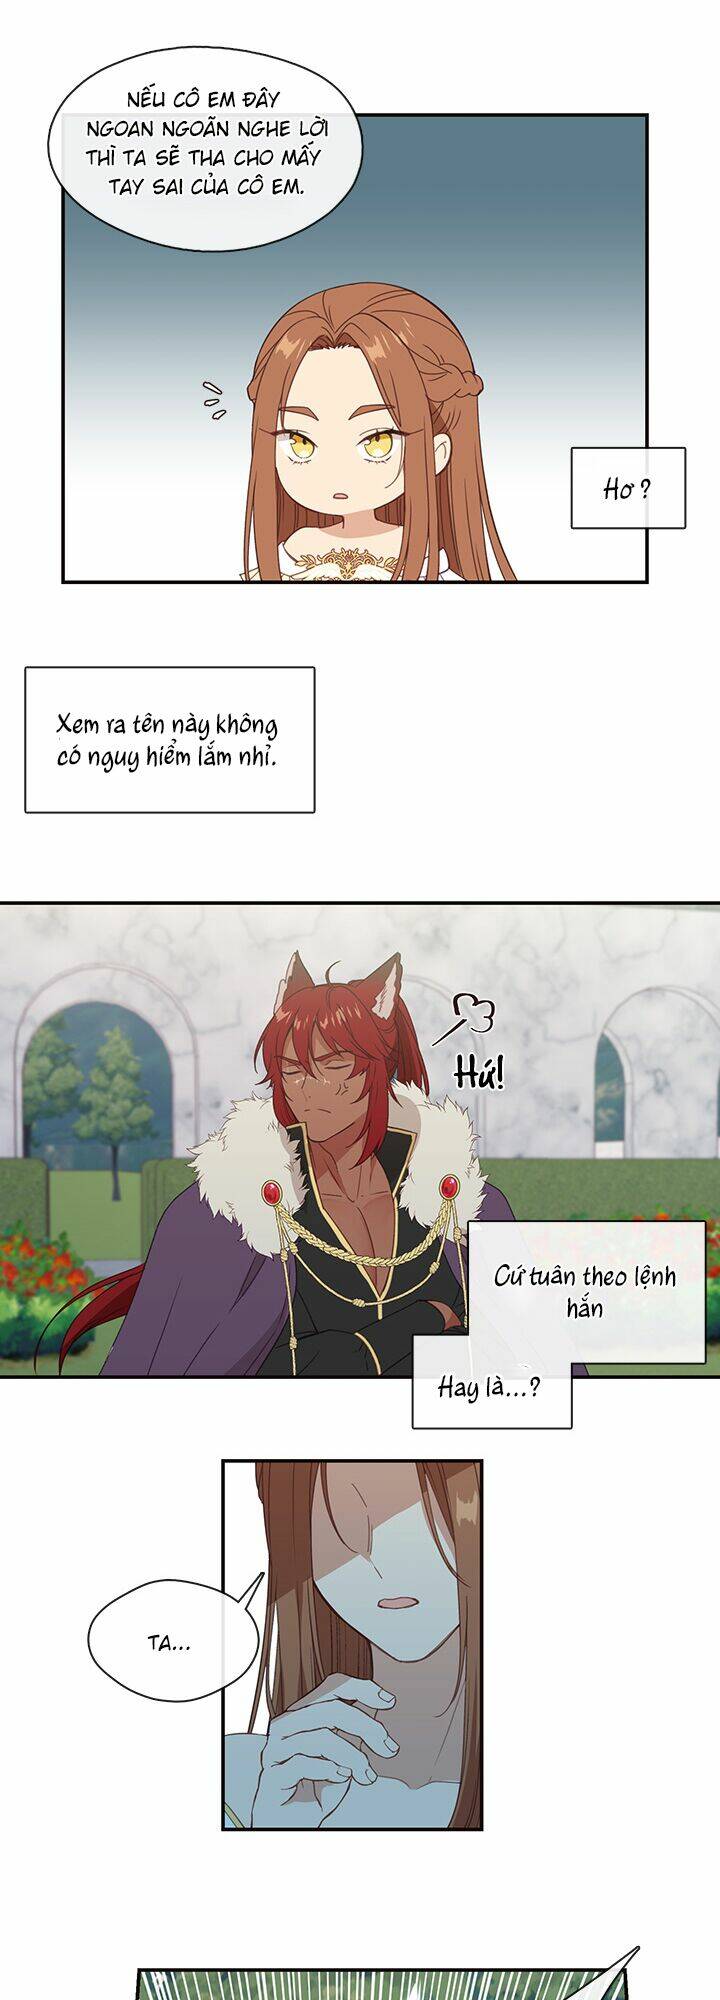 NẾU CÔ EM ĐÂY
NGOAN NGOÃN NGHE LỜI
THÌ TA SẼ THA CHO MẤY
TAY SAI CỦA CÔ EM.
Hơ ?
Xem ra tên này không
có nguy hiểm lắm nhỉ.
Hứ!
Cứ tuân theo lệnh
hắn
Hay là...?
TA...